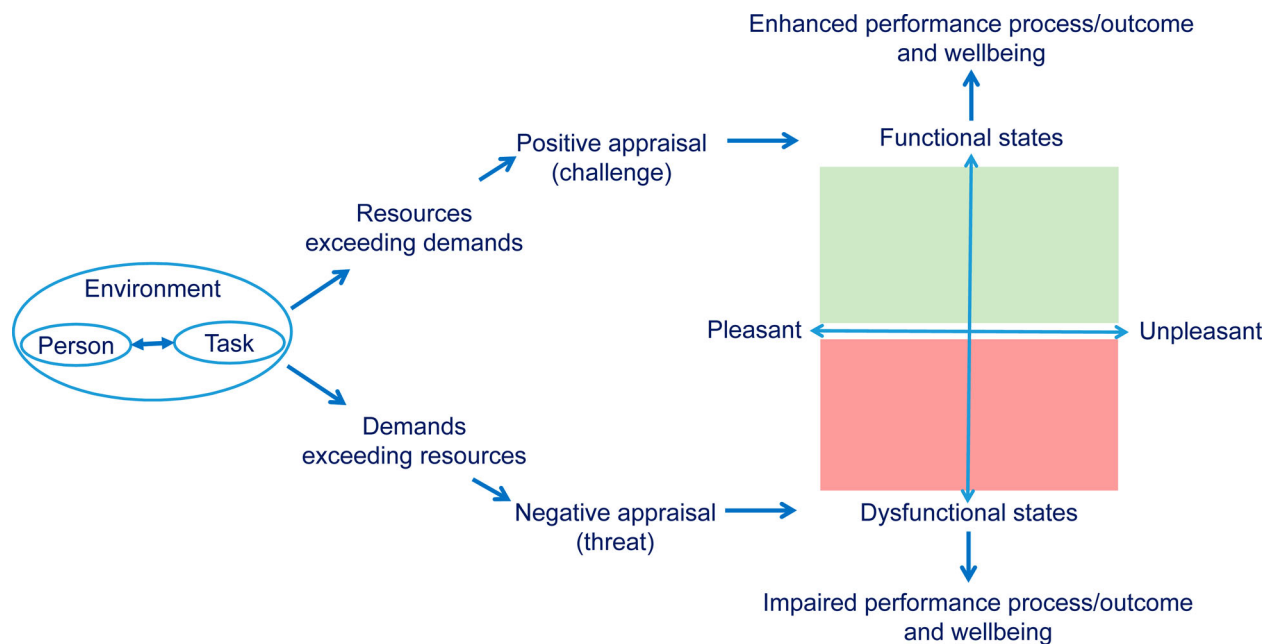 Enhanced performance process/outcome
and wellbeing
Positive appraisal
(challenge)
Functional states
Resources
exceeding demands
Environment
Person
Task
Pleasant
Unpleasant
Demands
exceeding resources
Negative appraisal
(threat)
Dysfunctional states
Impaired performance process/outcome
and wellbeing